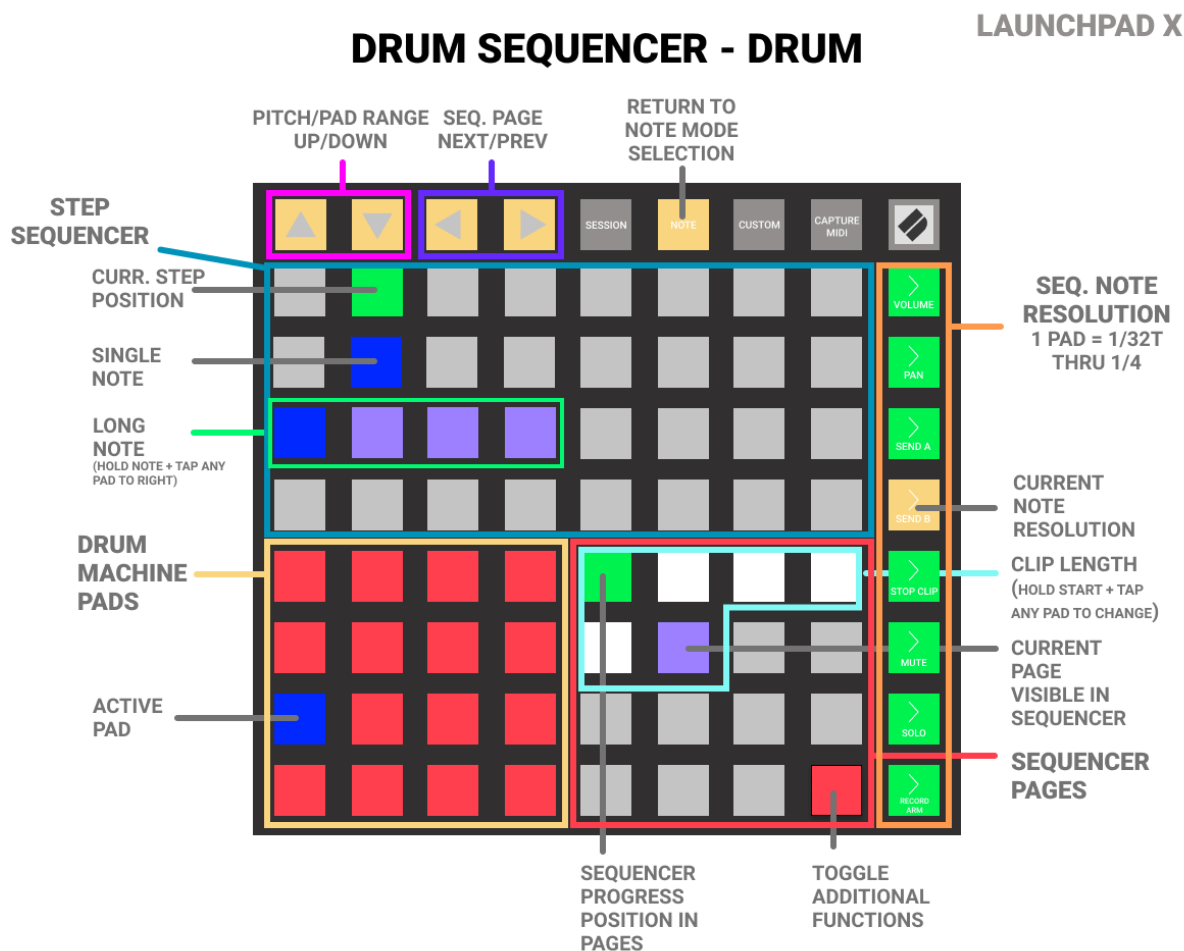 LAUNCHPAD X
DRUM SEQUENCER - DRUM
PITCH/PAD RANGE
UP/DOWN
SEQ. PAGE
NEXT/PREV
RETURN TO
NOTE MODE
SELECTION
SESSION
NOTE
CUSTOM
CAPTURE
MIDI
STEP
SEQUENCER
CURR. STEP
POSITION
SINGLE
NOTE
LONG
NOTE
(HOLD NOTE + TAP ANY
PAD TO RIGHT)
DRUM
MACHINE
PADS
ACTIVE
PAD
VOLUME
PAN
SEND A
SEND B
STOP CLIP
MUTE
SOLO
RECORD
ARM
SEQ. NOTE
RESOLUTION
1 PAD = 1/32T
THRU 1/4
CURRENT
NOTE
RESOLUTION
CLIP LENGTH
(HOLD START + TAP
ANY PAD TO CHANGE)
CURRENT
PAGE
VISIBLE IN
SEQUENCER
SEQUENCER
PAGES
SEQUENCER
PROGRESS
POSITION IN
PAGES
TOGGLE
ADDITIONAL
FUNCTIONS